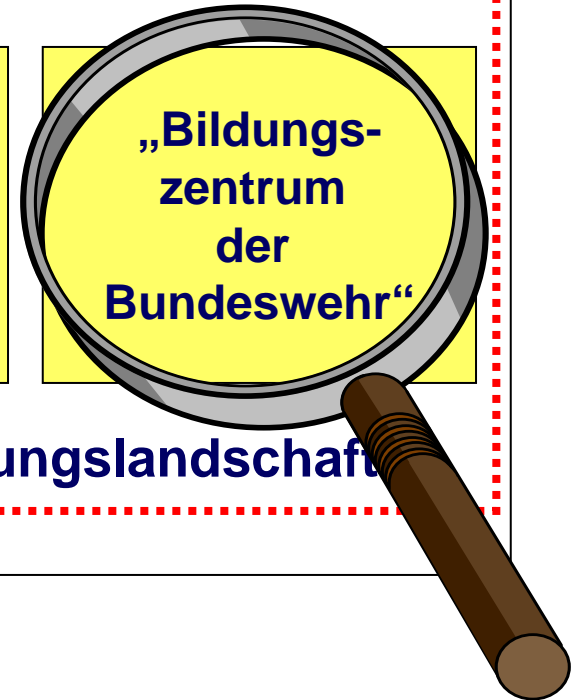 „Bildungs-
zentrum
der
Bundeswehr“
ungslandschaft